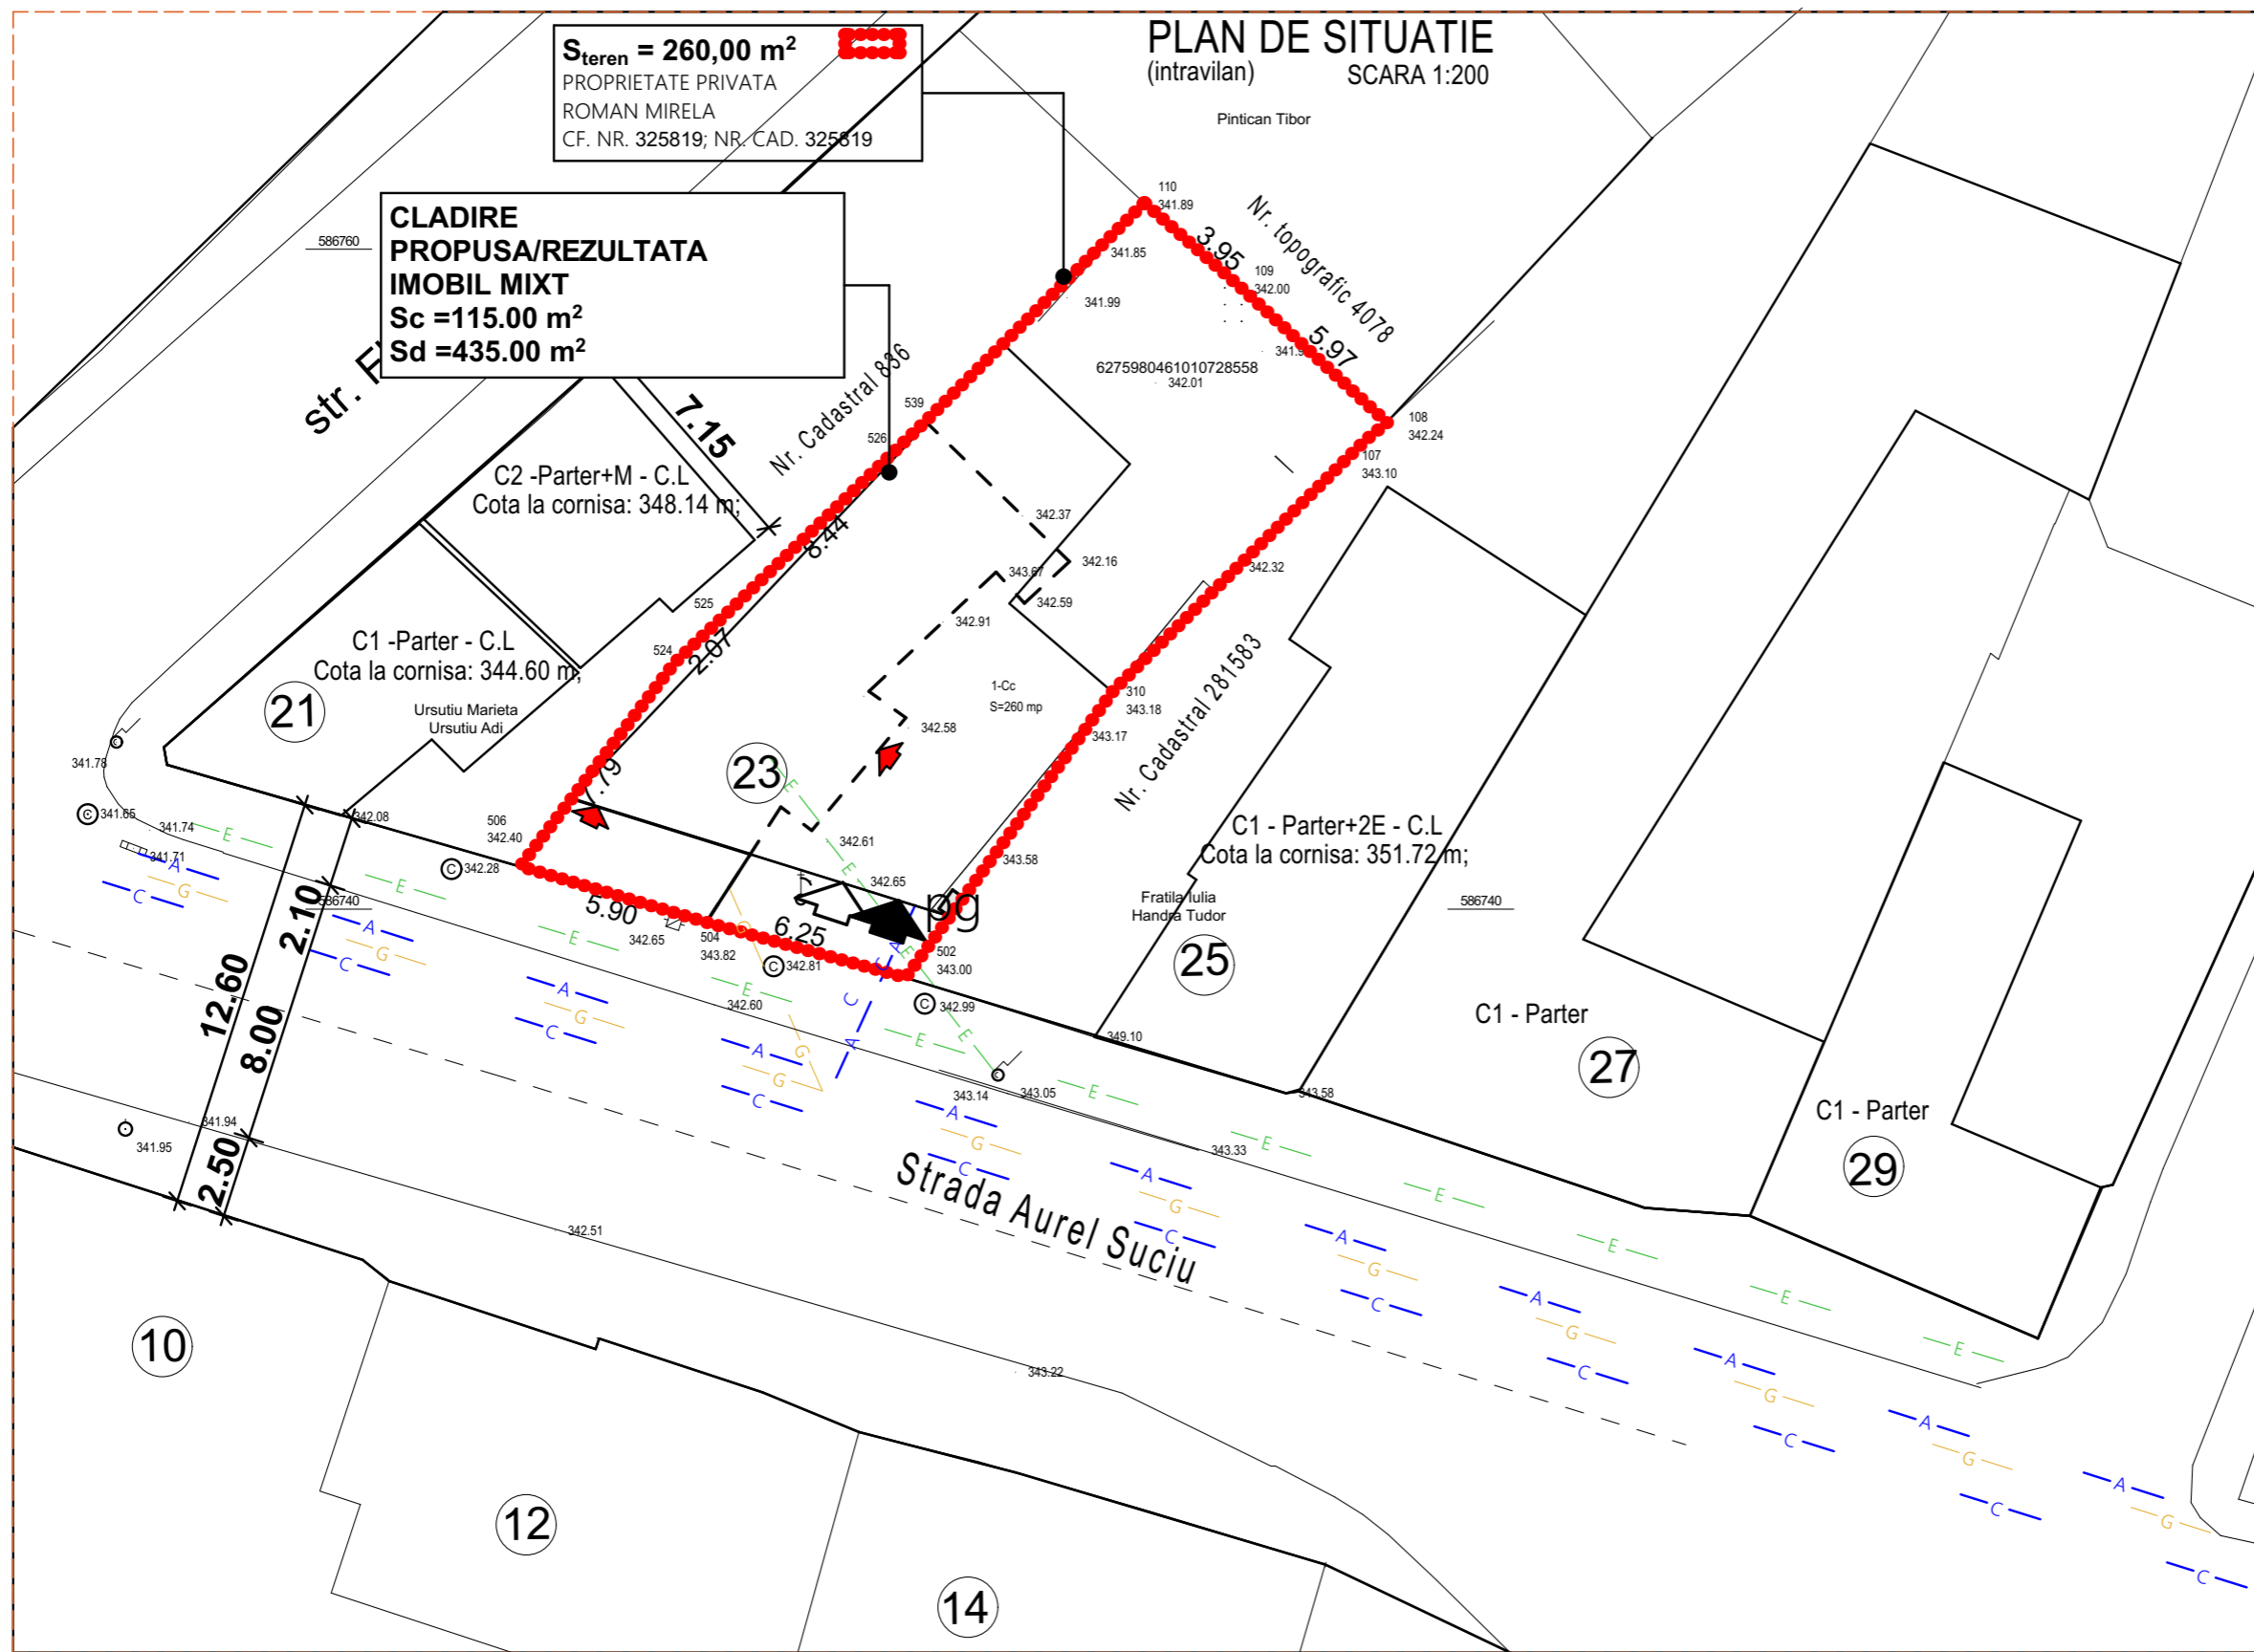 PLAN DE SITUATIE
(intravilan) SCARA 1:200
S teren = 260,00 m²
PROPRIETATE PRIVATA
ROMAN MIRELA
CF. NR. 325819; NR. CAD. 325819
Pintican Tibor
CLADIRE
PROPUSA/REZULTATA
IMOBIL MIXT
Sc =115.00 m²
Sd =435.00 m²
586760
str.
110
341.89
341.85
3.95
Nr. topografic 4078
109
342.00
341.99
5.97
6275980461010728558
342.01
108
342.24
107
343.10
Nr. Cadastral 836
539
526
7.15
C2 -Parter+M - C.L
Cota la cornisa: 348.14 m;
8.44
342.37
342.16
343.67
342.59
342.32
342.91
525
524
2.07
C1 -Parter - C.L
Cota la cornisa: 344.60 m;
21
Ursutiu Marieta
Ursutiu Adi
1-Cc
S=260 mp
310
343.18
343.17
Nr. Cadastral 281583
342.58
23
7.79
E
341.78
C 341.65
341.74
341.71
342.08
506
342.40
C 342.28
342.61
342.65
343.58
C1 - Parter+2E - C.L
Cota la cornisa: 351.72 m;
Fratila Iulia
Handra Tudor
25
586740
586740
5.90
6.25
pg
342.65
504
343.82
C 342.81
502
343.00
342.60
C 342.99
349.10
2.10
12.60
8.00
2.50
341.94
341.95
343.14
343.05
343.58
343.33
C1 - Parter
27
C1 - Parter
29
A
G
C
E
Strada Aurel Suciu
342.51
343.22
10
12
14